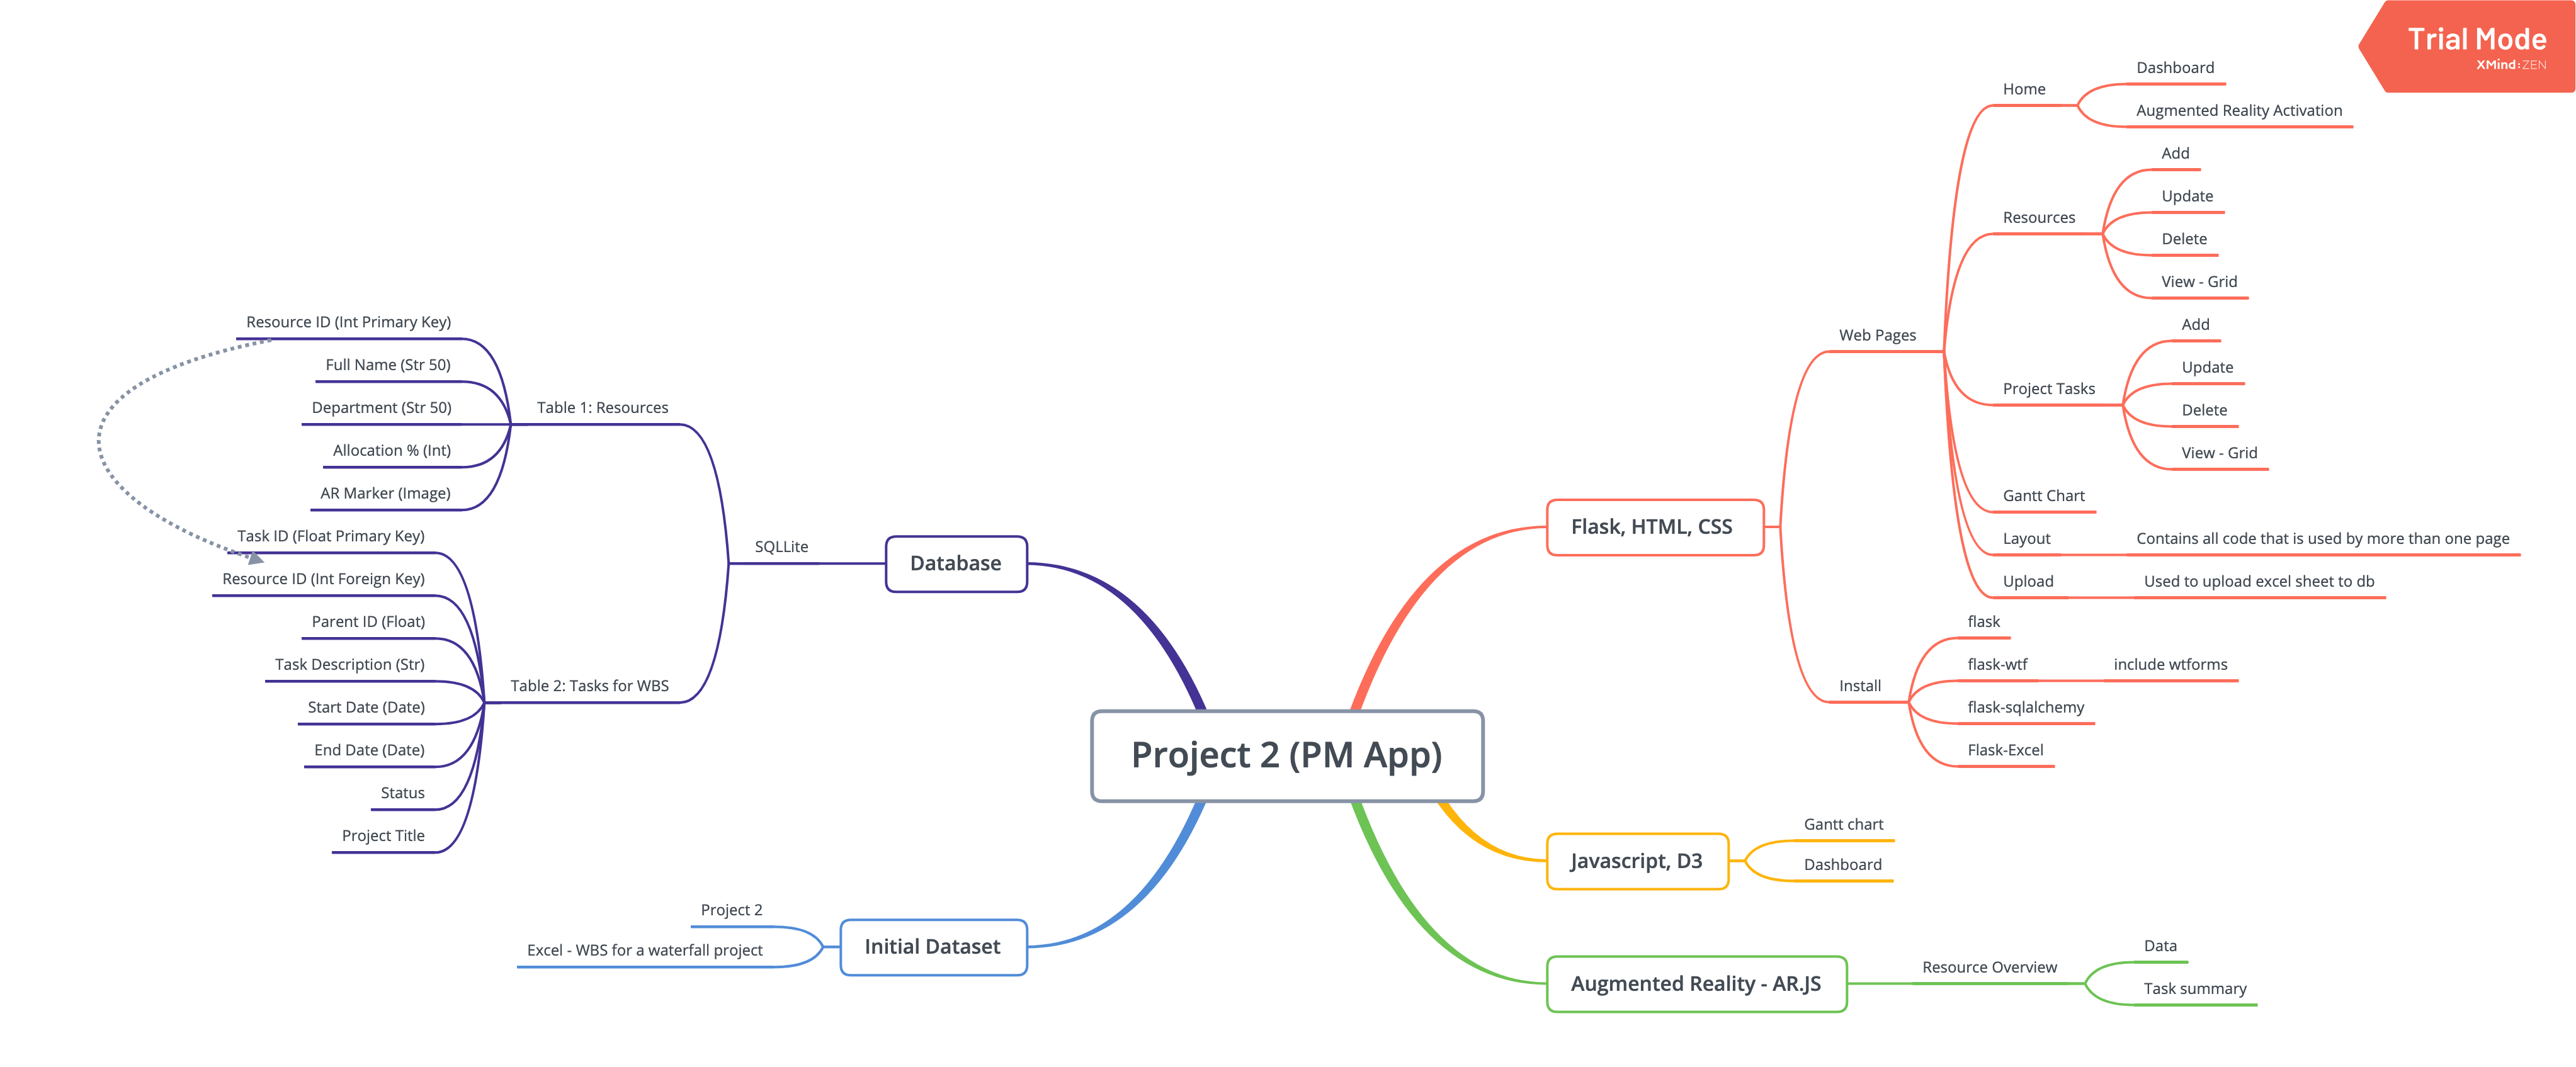 Trial Mode
XMind:ZEN
Project 2 (PM App)
Flask, HTML, CSS
Web Pages
Home
Dashboard
Augmented Reality Activation
Resources
Add
Update
Delete
View - Grid
Project Tasks
Add
Update
Delete
View - Grid
Gantt Chart
Layout
Contains all code that is used by more than one page
Upload
Used to upload excel sheet to db
Install
flask
flask-wtf
include wtforms
flask-sqlalchemy
Flask-Excel
Javascript, D3
Gantt chart
Dashboard
Augmented Reality - AR.JS
Resource Overview
Data
Task summary
Database
SQLLite
Table 1: Resources
Resource ID (Int Primary Key)
Full Name (Str 50)
Department (Str 50)
Allocation % (Int)
AR Marker (Image)
Table 2: Tasks for WBS
Task ID (Float Primary Key)
Resource ID (Int Foreign Key)
Parent ID (Float)
Task Description (Str)
Start Date (Date)
End Date (Date)
Status
Project Title
Initial Dataset
Project 2
Excel - WBS for a waterfall project